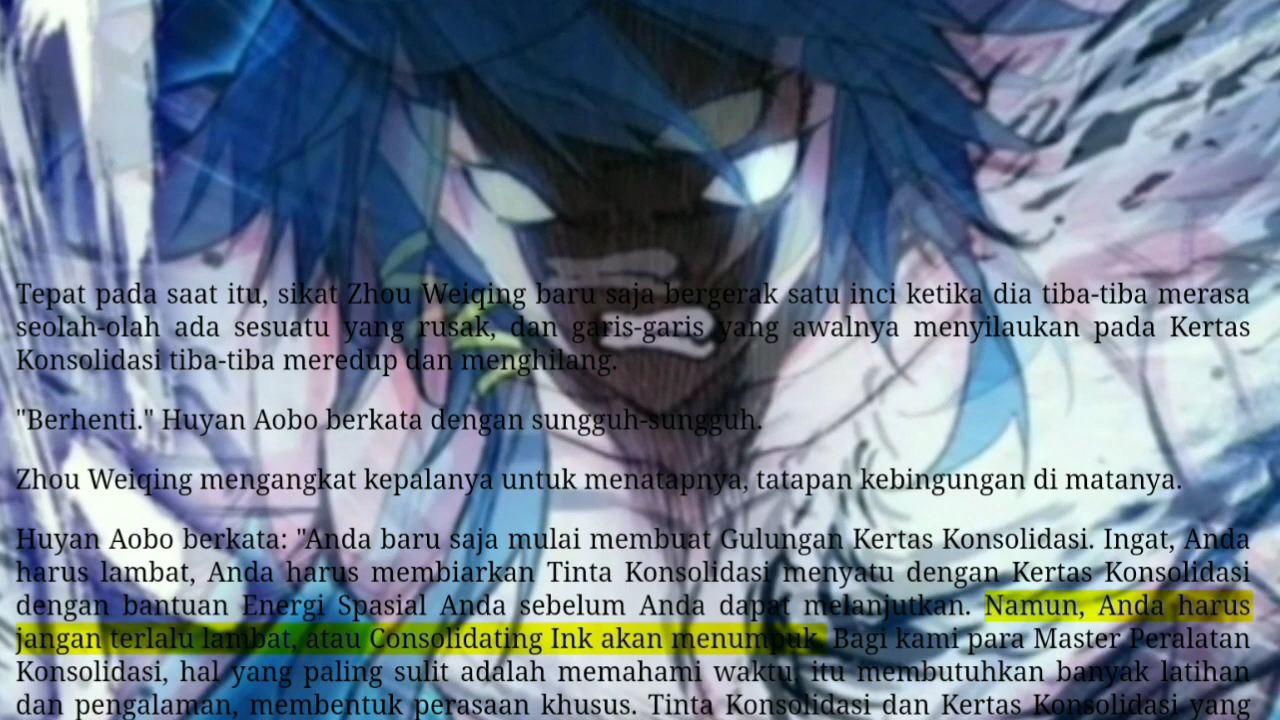 Tepat pada saat itu, sikat Zhou Weiqing baru saja bergerak satu inci ketika dia tiba-tiba merasa
seolah-olah ada sesuatu yang rusak, dan garis-garis yang awalnya menyilaukan pada Kertas
Konsolidasi tiba-tiba meredup dan menghilang.
"Berhenti." Huyan Aobo berkata dengan sungguh-sungguh.
Zhou Weiqing mengangkat kepalanya untuk menatapnya, tatapan kebingungan di matanya.
Huyan Aobo berkata: "Anda baru saja mulai membuat Gulungan Kertas Konsolidasi. Ingat, Anda
harus lambat, Anda harus membiarkan Tinta Konsolidasi menyatu dengan Kertas Konsolidasi
dengan bantuan Energi Spasial Anda sebelum Anda dapat melanjutkan. Namun, Anda harus
jangan terlalu lambat, atau Consolidating Ink akan menumpuk. Bagi kami para Master Peralatan
Konsolidasi, hal yang paling sulit adalah memahami waktu, itu membutuhkan banyak latihan
dan pengalaman, membentuk perasaan khusus. Tinta Konsolidasi dan Kertas Konsolidasi yang